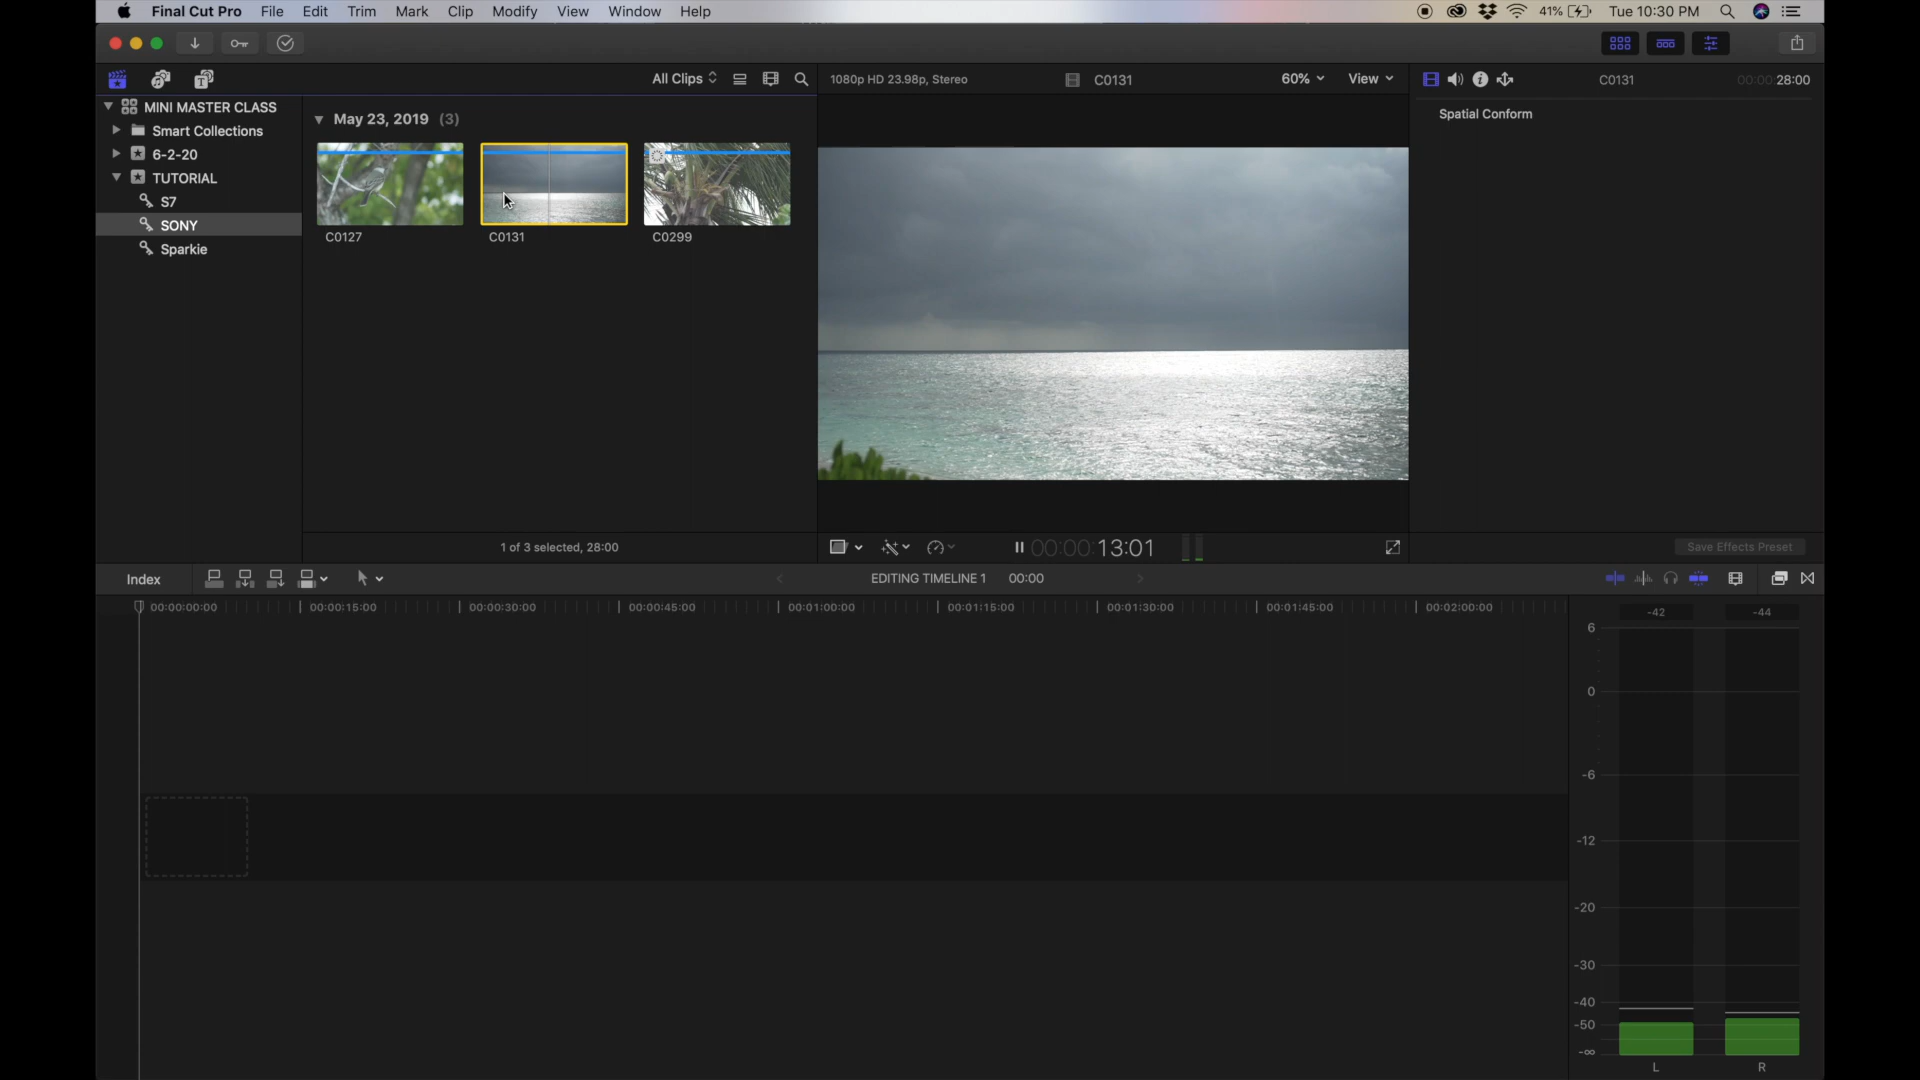 Final Cut Pro File Edit Trim Mark Clip Modify View Window Help 41% Tue 10:30 PM
All Clips 1080p HD 23.98p, Stereo C0131 60% View C0131 00:00:28:00
MINI MASTER CLASS
Smart Collections
6-2-20
TUTORIAL
S7
SONY
Sparkie
May 23, 2019 (3)
C0127 C0131 C0299
Spatial Conform
1 of 3 selected, 28:00
00:00:13:01
Save Effects Preset
Index EDITING TIMELINE 1 00:00
00:00:00:00 00:00:15:00 00:00:30:00 00:00:45:00 00:01:00:00 00:01:15:00 00:01:30:00 00:01:45:00 00:02:00:00
-42 -44
6
0
-6
-12
-20
-30
-40
-50
-∞
L R